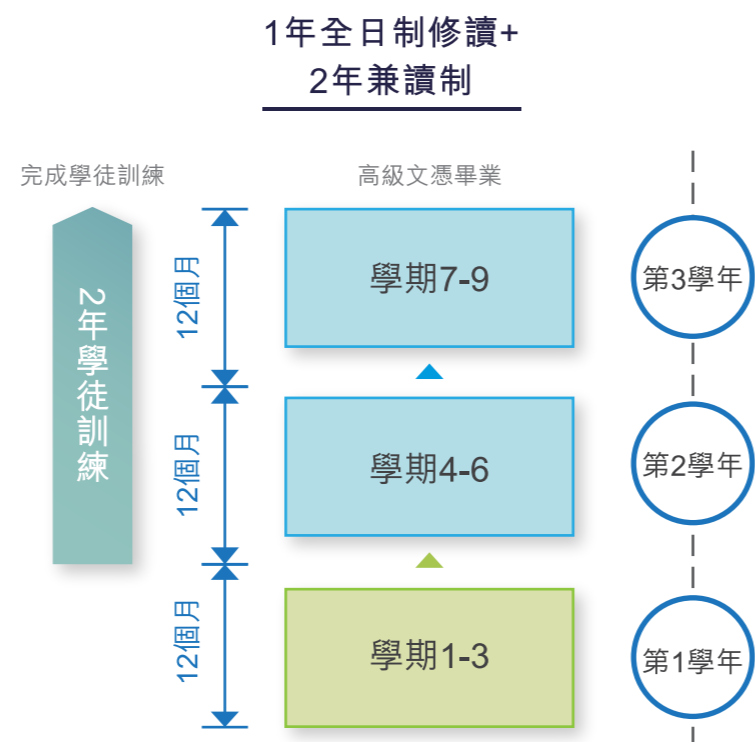 1年全日制修讀+
2年兼讀制
完成學徒訓練
高級文憑畢業
2年學徒訓練
12個月
學期7-9
第3學年
12個月
學期4-6
第2學年
12個月
學期1-3
第1學年